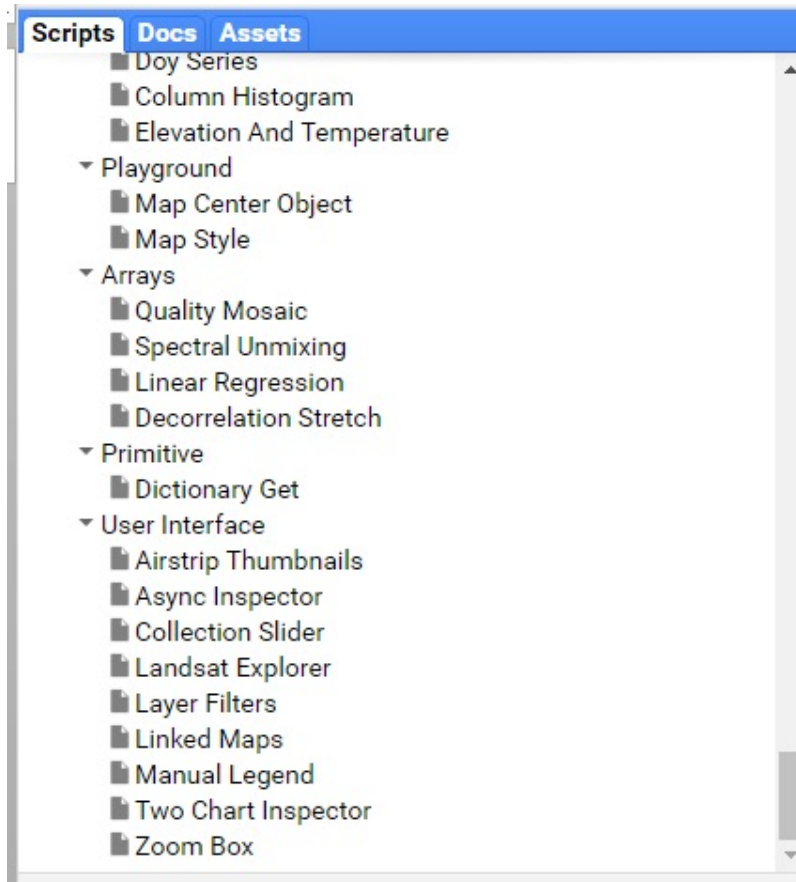 Scripts Docs Assets
Doy Series
Column Histogram
Elevation And Temperature
Playground
Map Center Object
Map Style
Arrays
Quality Mosaic
Spectral Unmixing
Linear Regression
Decorrelation Stretch
Primitive
Dictionary Get
User Interface
Airstrip Thumbnails
Async Inspector
Collection Slider
Landsat Explorer
Layer Filters
Linked Maps
Manual Legend
Two Chart Inspector
Zoom Box